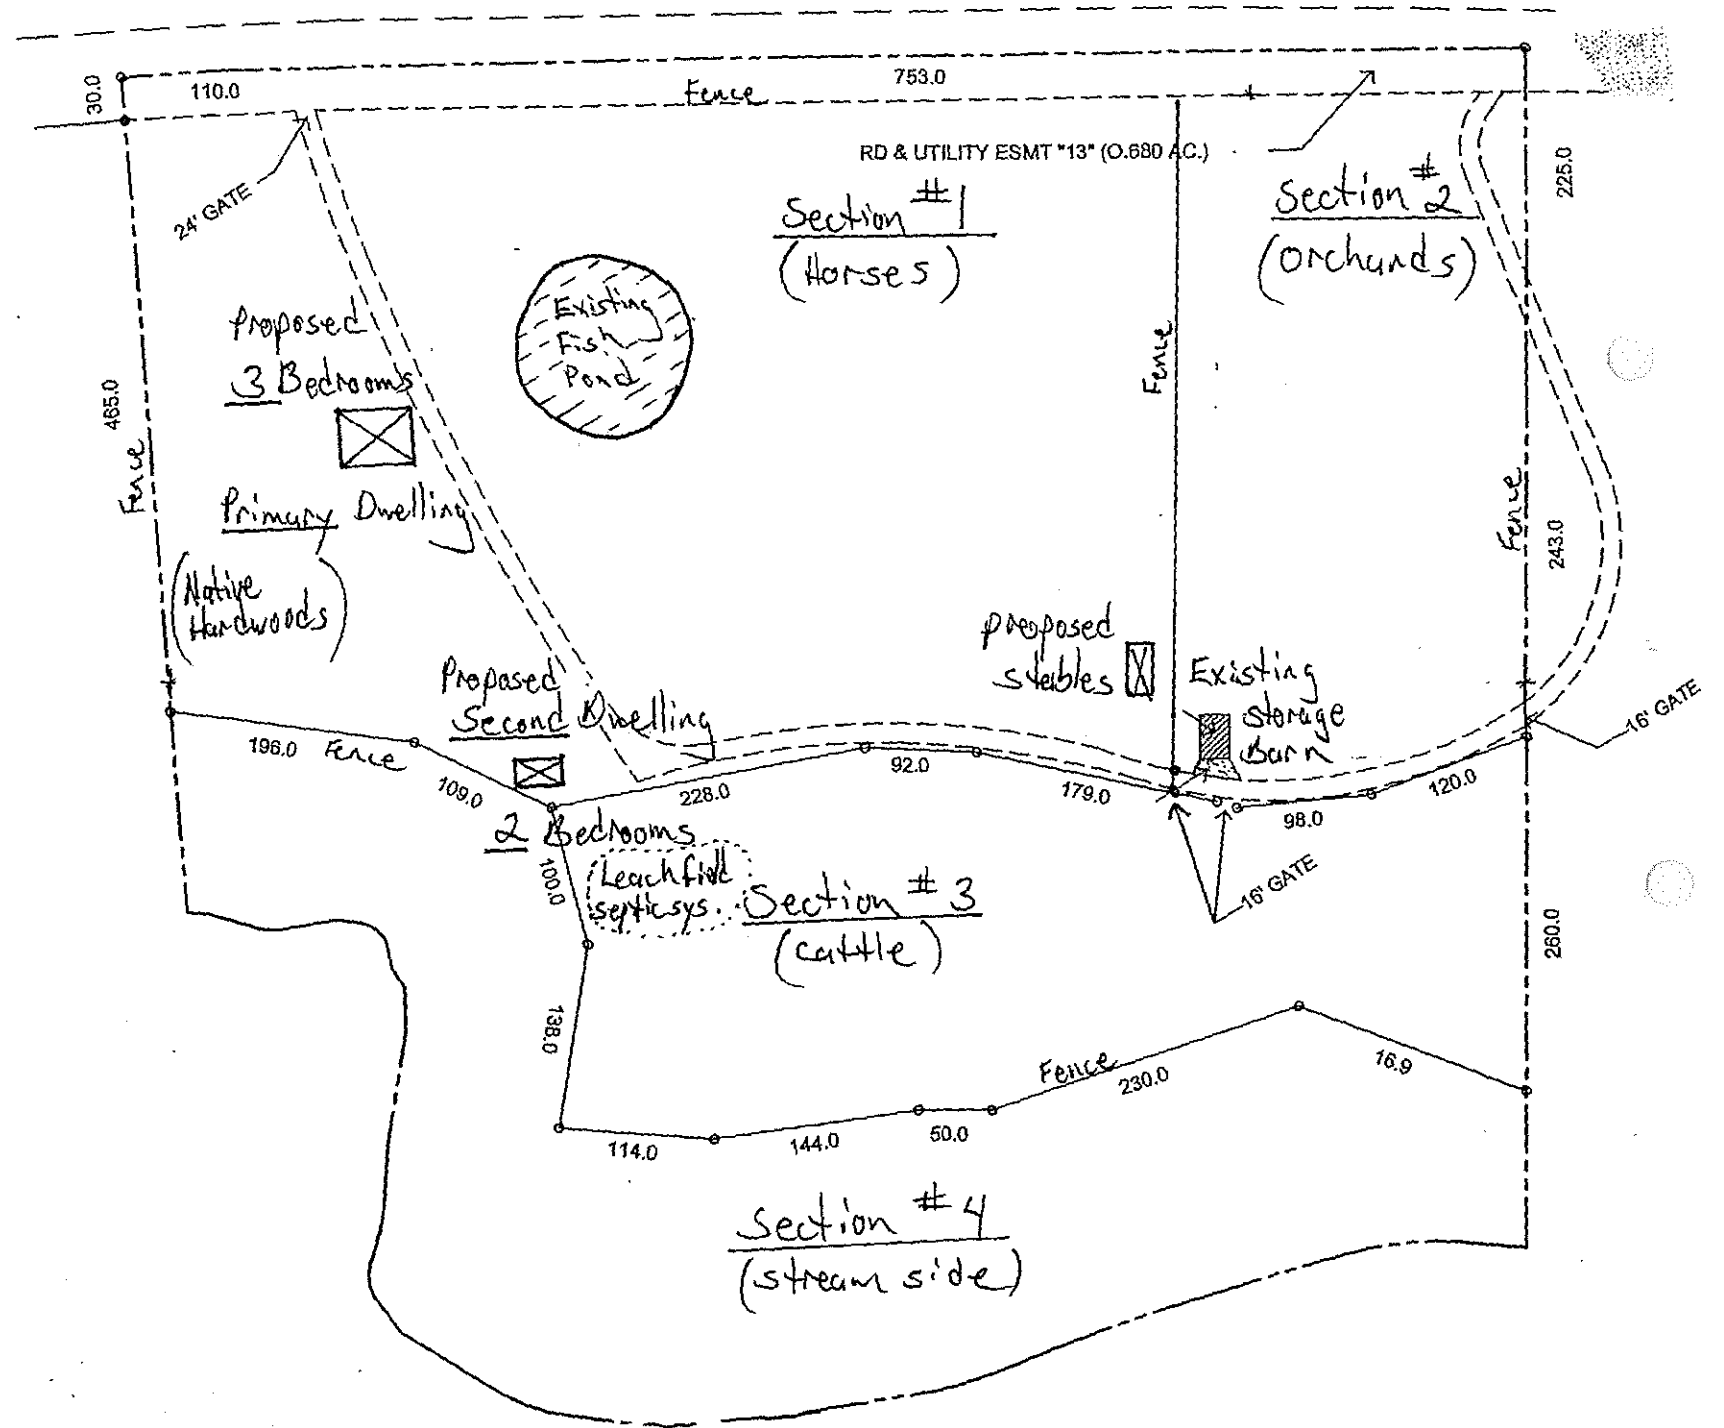 30.0
110.0
Fence
753.0
RD & UTILITY ESMT "13" (O.680 AC.)
24' GATE
Section #1
(Horses)
Section #2
(Orchards)
225.0
Existing
Fish
Pond
Proposed
3 Bedrooms
Primary Dwelling
(Native
Hardwoods)
465.0
Fence
Fence
Fence
243.0
Proposed
Second Dwelling
2 Bedrooms
proposed
stables
Existing
storage
Barn
16' GATE
196.0
Fence
109.0
228.0
92.0
179.0
98.0
120.0
16' GATE
100.0
Leachfield
septic sys.
Section #3
(cattle)
260.0
138.0
Fence
114.0
144.0
50.0
230.0
16.9
Section #4
(stream side)